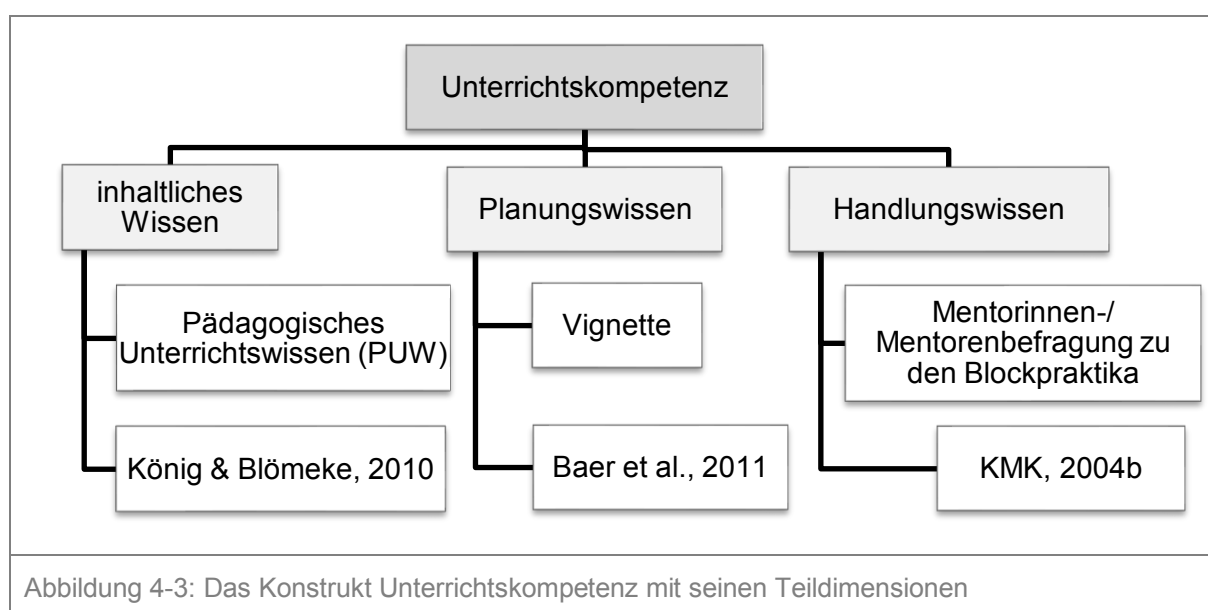 Unterrichtskompetenz
inhaltliches
Wissen
Planungswissen
Handlungswissen
Pädagogisches
Unterrichtswissen (PUW)
Vignette
Mentorinnen-/
Mentorenbefragung zu
den Blockpraktika
König & Blömeke, 2010
Baer et al., 2011
KMK, 2004b
Abbildung 4-3: Das Konstrukt Unterrichtskompetenz mit seinen Teildimensionen